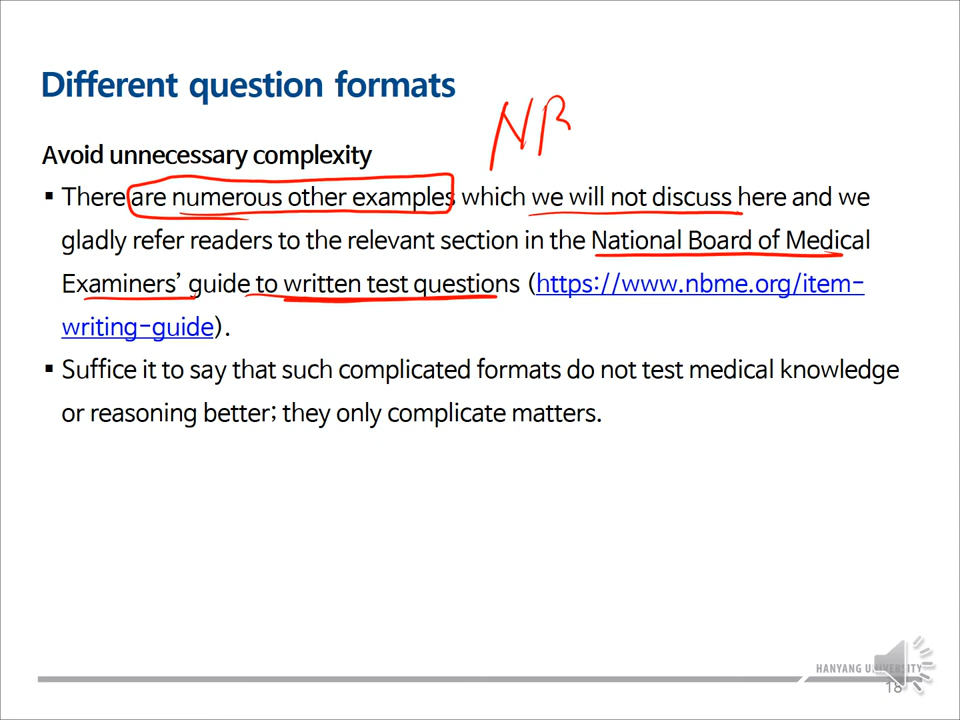 Different question formats
NB
Avoid unnecessary complexity
▪ There are numerous other examples which we will not discuss here and we
gladly refer readers to the relevant section in the National Board of Medical
Examiners’ guide to written test questions (https://www.nbme.org/item-
writing-guide).
▪ Suffice it to say that such complicated formats do not test medical knowledge
or reasoning better; they only complicate matters.
HANYANG UNIVERSITY
18